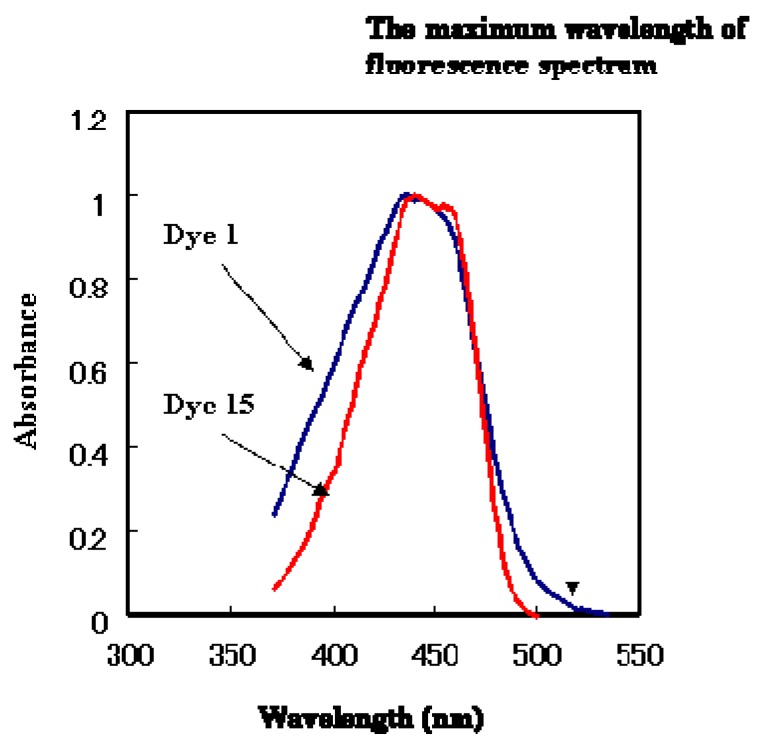 The maximum wavelength of
fluorescence spectrum
1.2
1
0.8
0.6
0.4
0.2
0
Absorbance
Dye 1
Dye 15
300 350 400 450 500 550
Wavelength (nm)